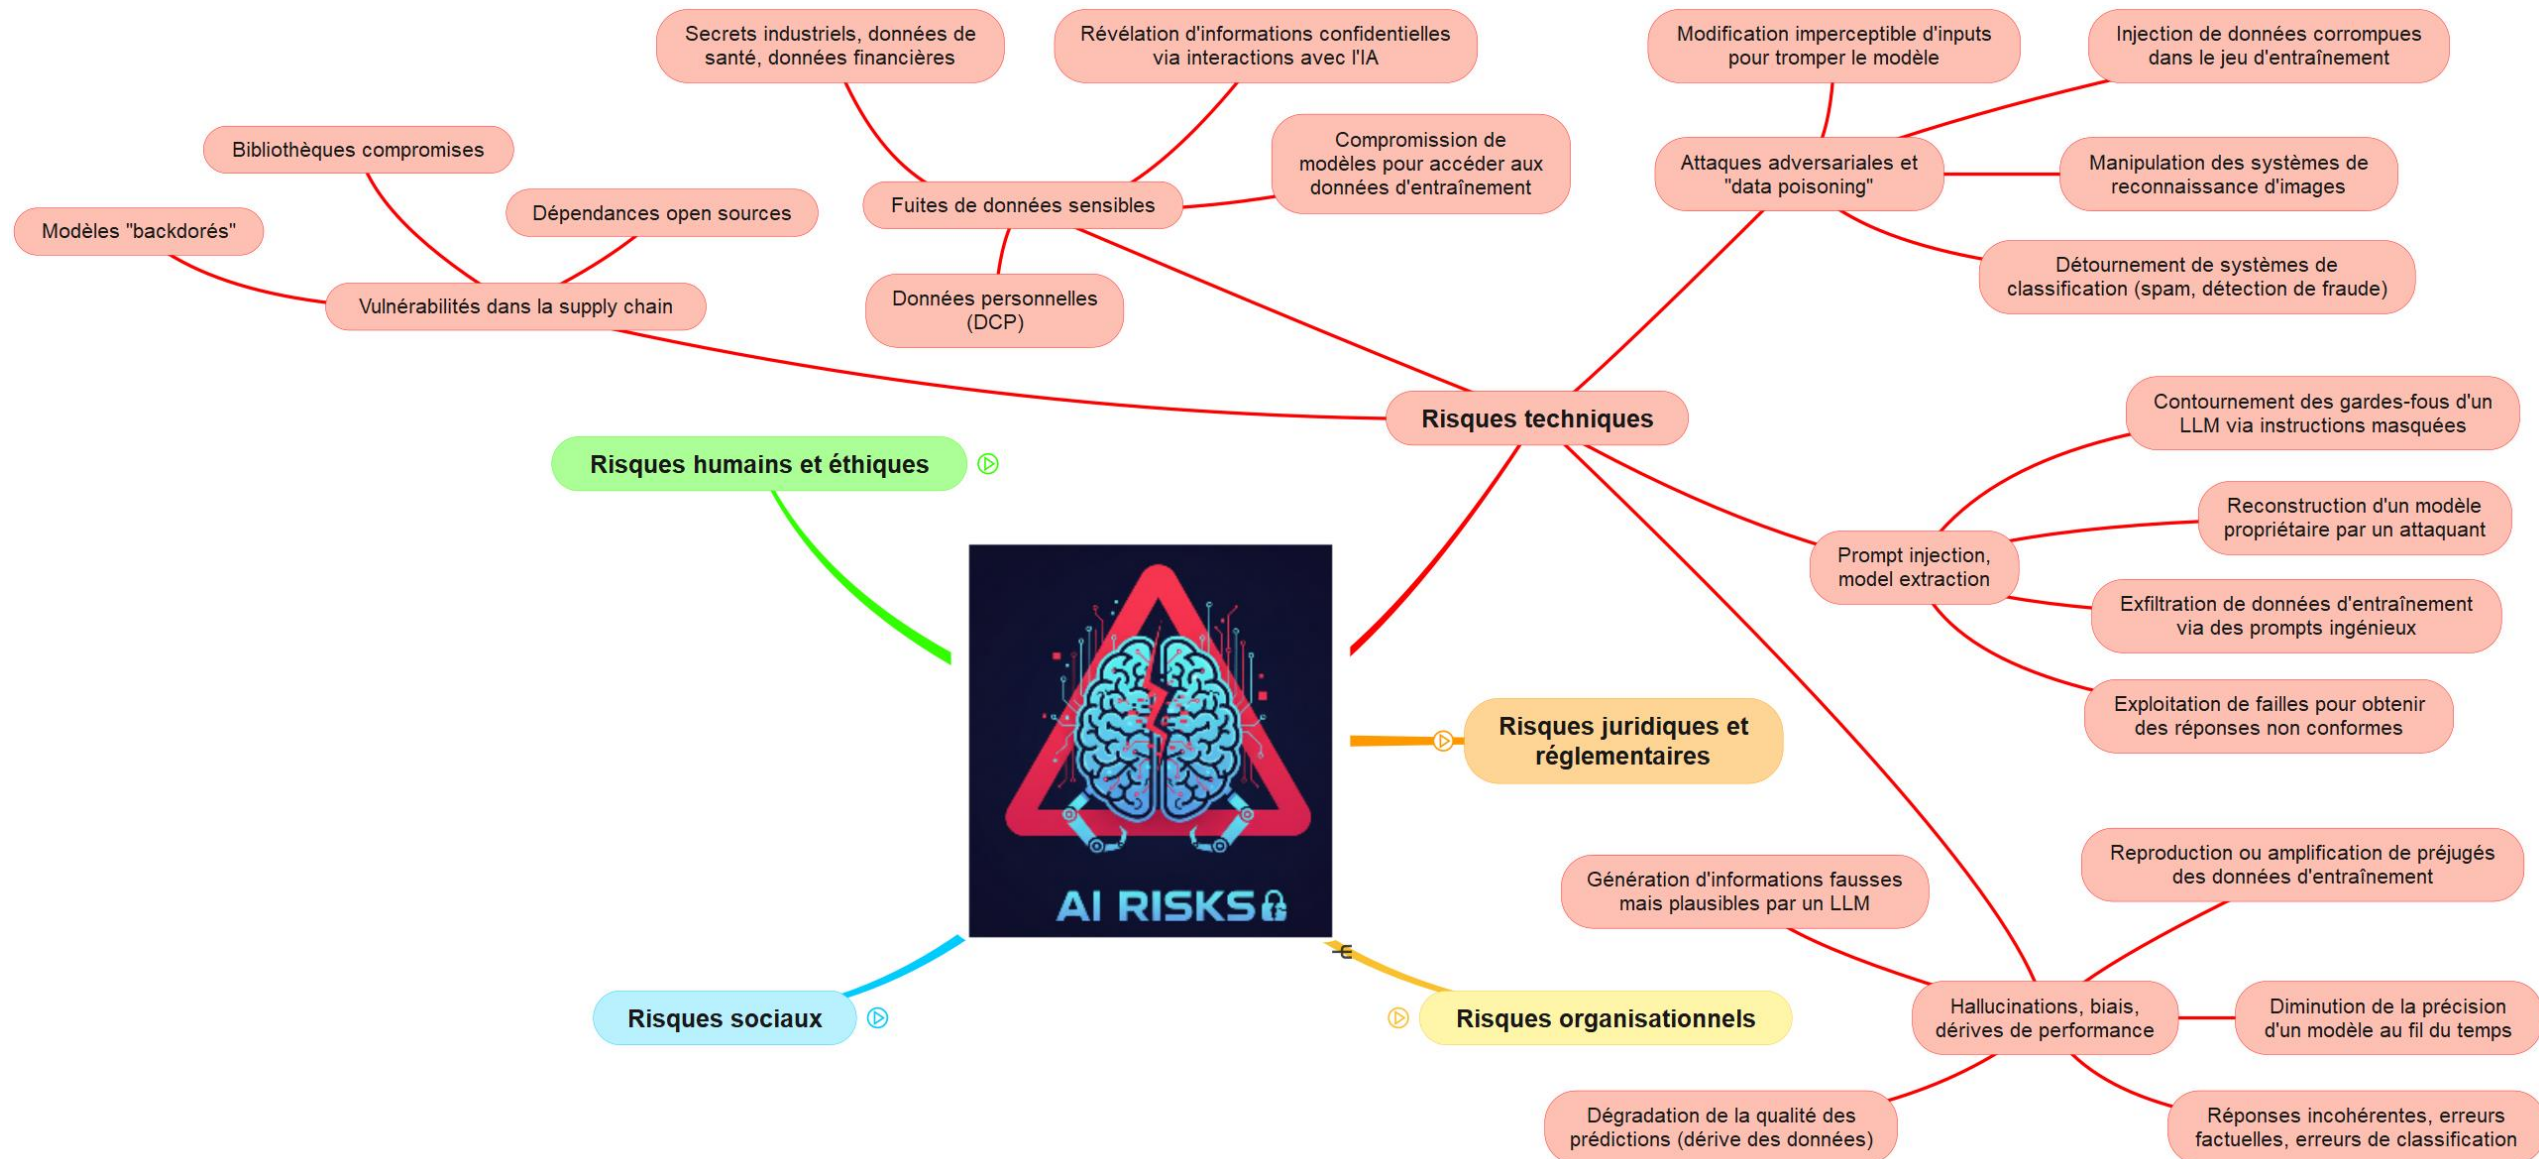 Secrets industriels, données de
santé, données financières
Révélation d'informations confidentielles
via interactions avec l'IA
Modification imperceptible d'inputs
pour tromper le modèle
Injection de données corrompues
dans le jeu d'entraînement
Bibliothèques compromises
Compromission de
modèles pour accéder aux
données d'entraînement
Attaques adversariales et
"data poisoning"
Manipulation des systèmes de
reconnaissance d'images
Modèles "backdorés"
Dépendances open sources
Fuites de données sensibles
Vulnérabilités dans la supply chain
Données personnelles
(DCP)
Détournement de systèmes de
classification (spam, détection de fraude)
Risques techniques
Contournement des gardes-fous d'un
LLM via instructions masquées
Risques humains et éthiques
Reconstruction d'un modèle
propriétaire par un attaquant
Prompt injection,
model extraction
Exfiltration de données d'entraînement
via des prompts ingénieux
Exploitation de failles pour obtenir
des réponses non conformes
Risques juridiques et
réglementaires
AI RISKS
Génération d'informations fausses
mais plausibles par un LLM
Reproduction ou amplification de préjugés
des données d'entraînement
Risques sociaux
Risques organisationnels
Hallucinations, biais,
dérives de performance
Diminution de la précision
d'un modèle au fil du temps
Dégradation de la qualité des
prédictions (dérive des données)
Réponses incohérentes, erreurs
factuelles, erreurs de classification